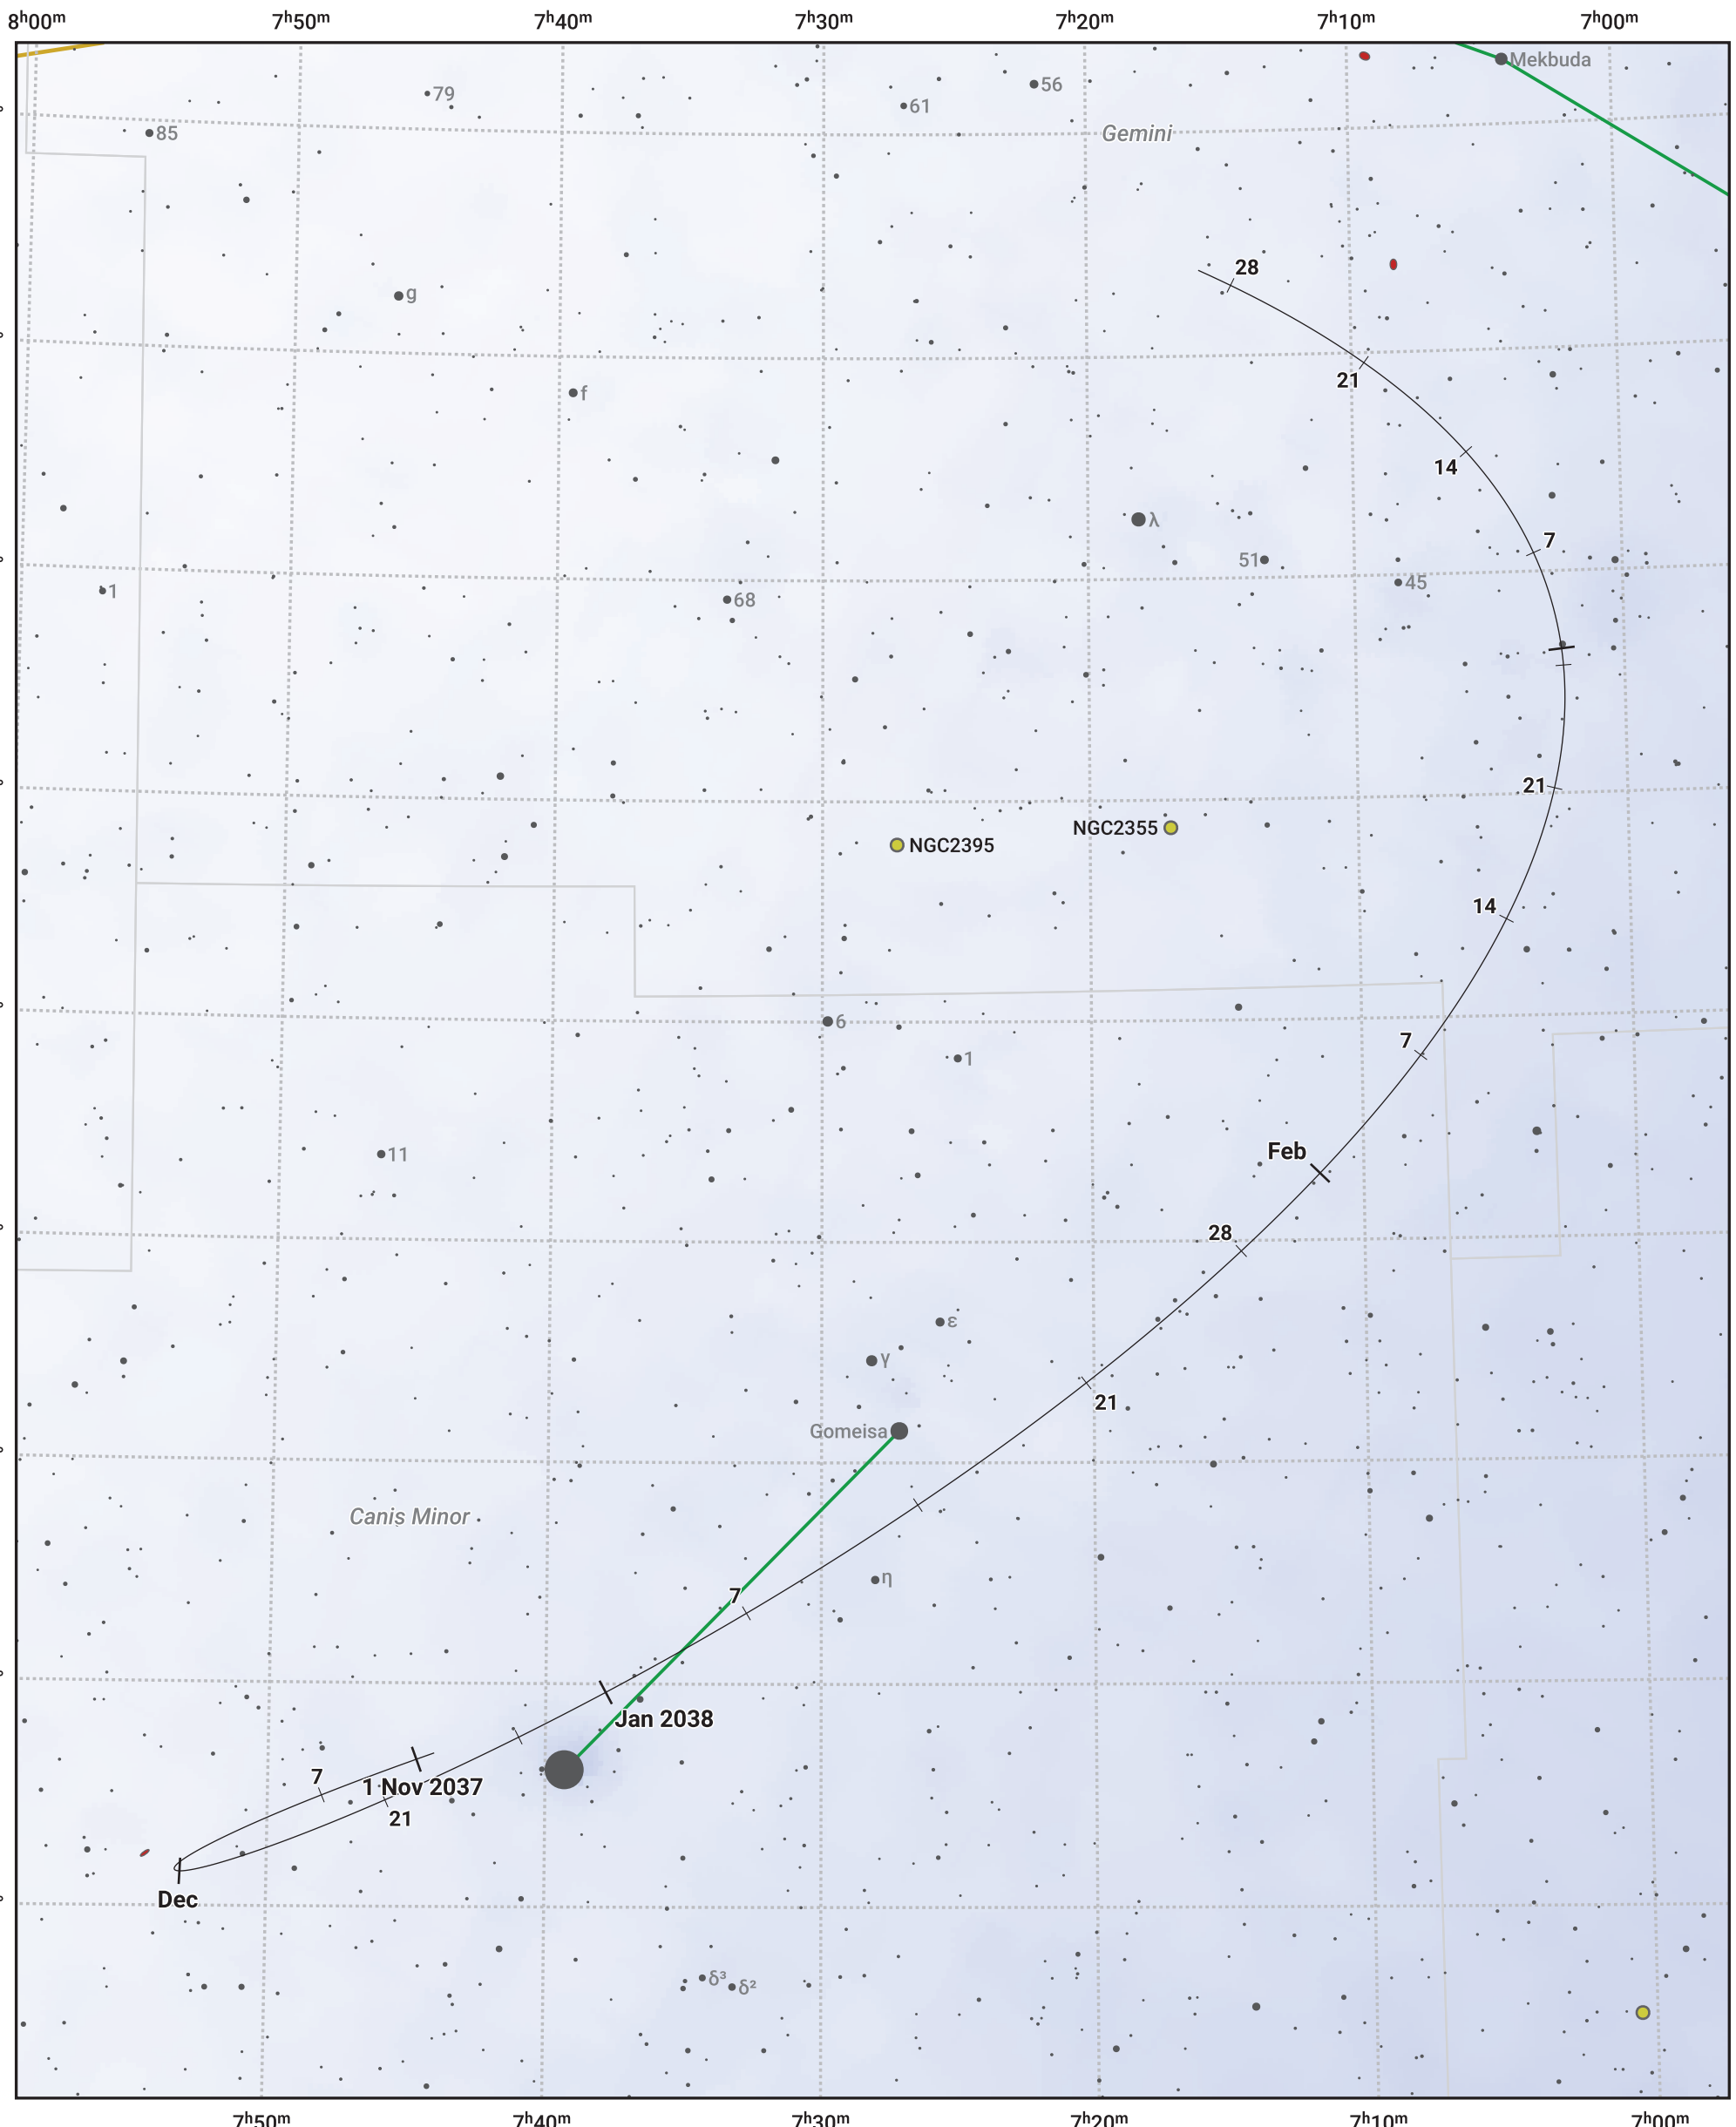 8ʰ00ᵐ 7ʰ50ᵐ 7ʰ40ᵐ 7ʰ30ᵐ 7ʰ20ᵐ 7ʰ10ᵐ 7ʰ00ᵐ
Mekbuda
56
79
61
85
Gemini
28
g
21
f
14
λ
7
51
45
1
68
21
NGC2355
NGC2395
14
6
7
1
Feb
11
28
ε
γ
21
Gomeisa
Canis Minor
η
7
Jan 2038
7
1 Nov 2037
21
Dec
δ³
δ²
7ʰ50ᵐ 7ʰ40ᵐ 7ʰ30ᵐ 7ʰ20ᵐ 7ʰ10ᵐ 7ʰ00ᵐ